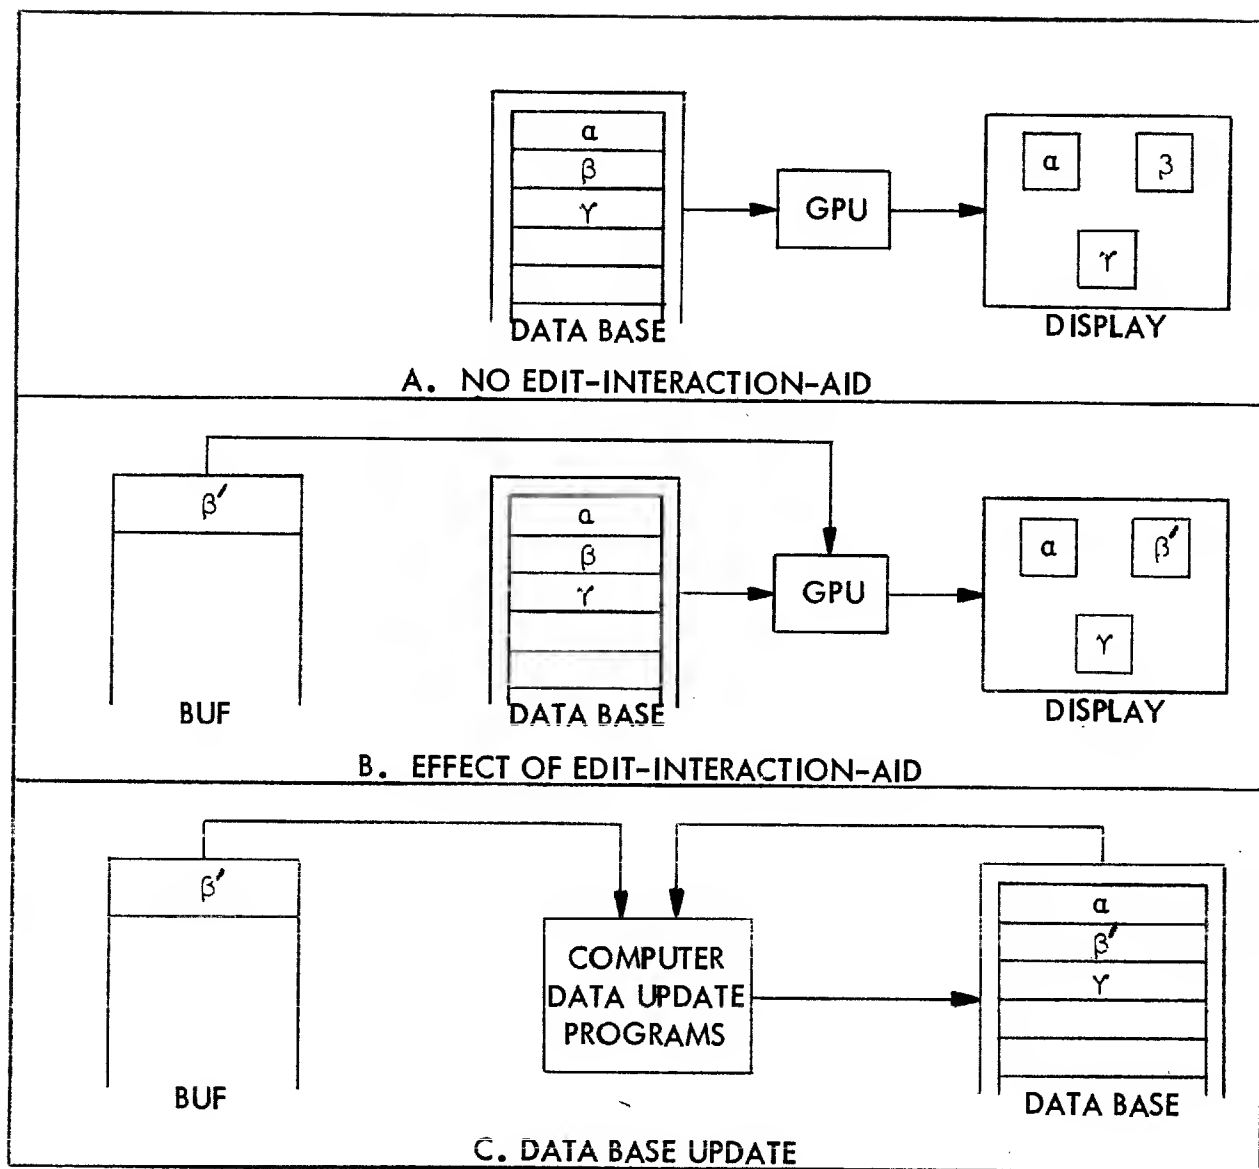 α
β
γ
DATA BASE
GPU
α β
γ
DISPLAY
A. NO EDIT-INTERACTION-AID
β′
BUF
α
β
γ
DATA BASE
GPU
α β′
γ
DISPLAY
B. EFFECT OF EDIT-INTERACTION-AID
β′
BUF
COMPUTER
DATA UPDATE
PROGRAMS
α
β′
γ
DATA BASE
C. DATA BASE UPDATE